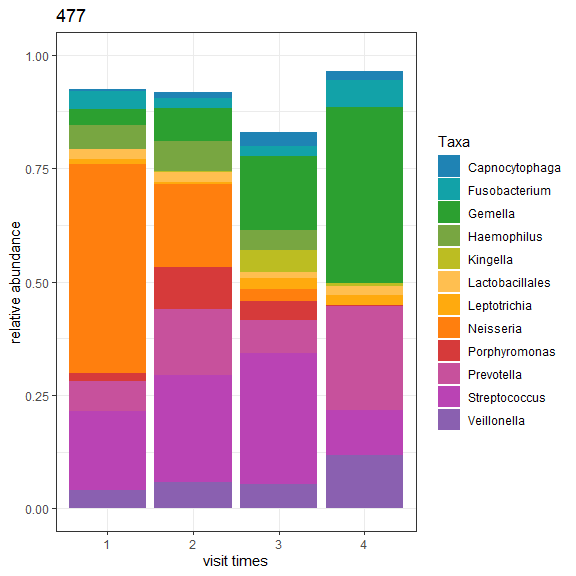 477
relative abundance
1.00
0.75
0.50
0.25
0.00
1 2 3 4
visit times
Taxa
Capnocytophaga
Fusobacterium
Gemella
Haemophilus
Kingella
Lactobacillales
Leptotrichia
Neisseria
Porphyromonas
Prevotella
Streptococcus
Veillonella